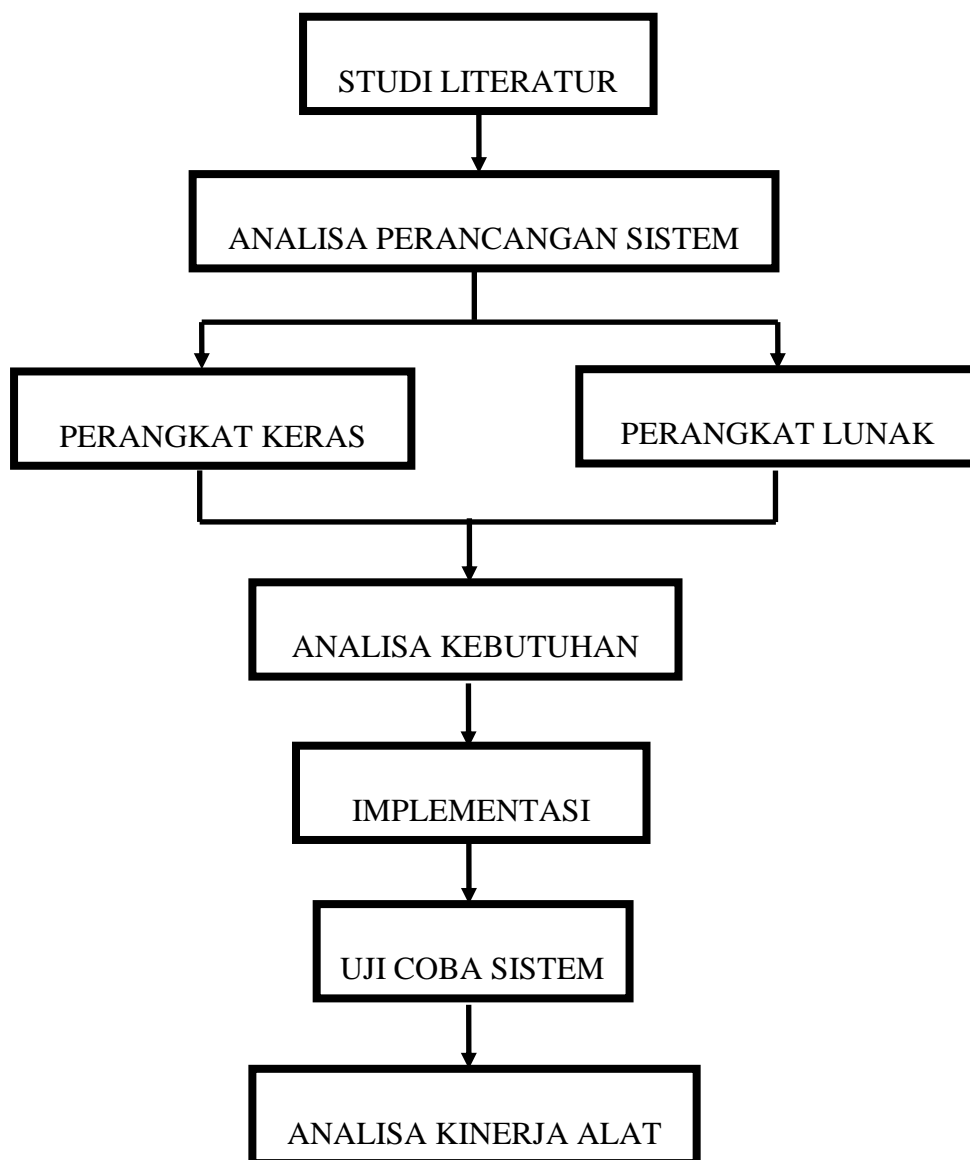 STUDI LITERATUR
ANALISA PERANCANGAN SISTEM
PERANGKAT KERAS
PERANGKAT LUNAK
ANALISA KEBUTUHAN
IMPLEMENTASI
UJI COBA SISTEM
ANALISA KINERJA ALAT